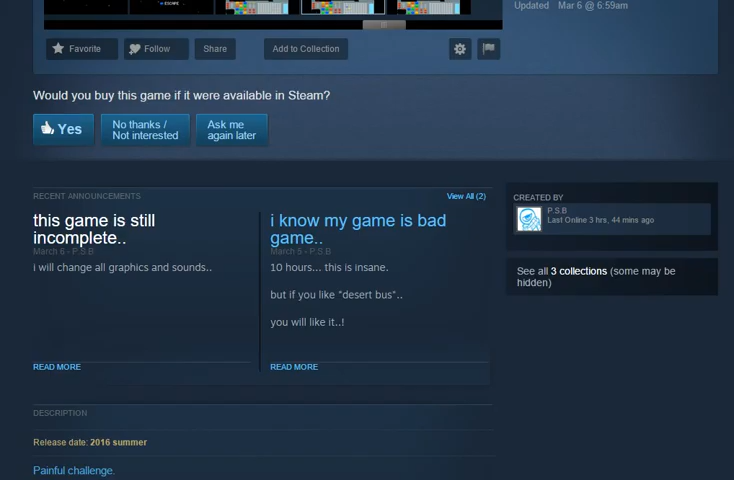 ESCAPE
Updated Mar 6 @ 6:59am
Favorite
Follow
Share
Add to Collection
Would you buy this game if it were available in Steam?
Yes
No thanks /
Not interested
Ask me
again later
RECENT ANNOUNCEMENTS
View All (2)
this game is still
incomplete..
March 6 - P.S.B
i will change all graphics and sounds..
READ MORE
i know my game is bad
game..
March 5 - P.S.B
10 hours... this is insane.
but if you like "desert bus"..
you will like it..!
READ MORE
CREATED BY
P.S.B
Last Online 3 hrs, 44 mins ago
See all 3 collections (some may be
hidden)
DESCRIPTION
Release date: 2016 summer
Painful challenge.